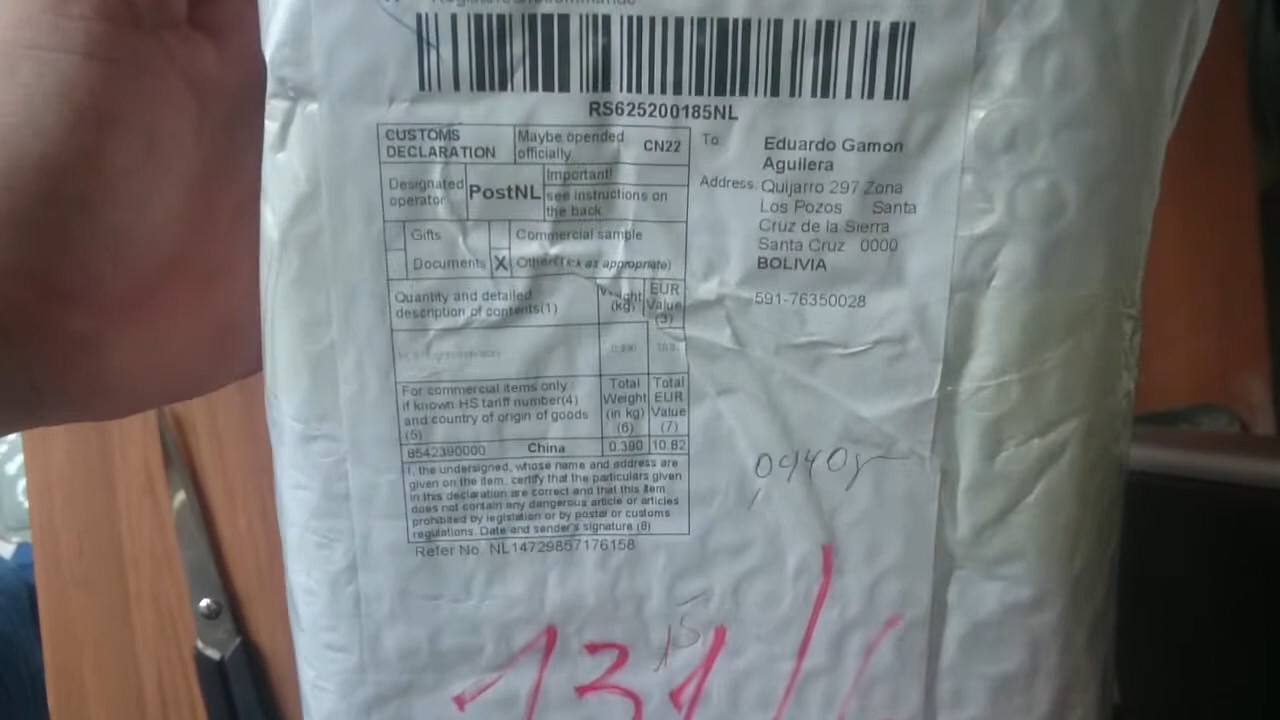 RS625200185NL
CUSTOMS DECLARATION
Maybe opended officially
CN22
Designated operator
PostNL
Important!
see instructions on the back
Gifts
Commercial sample
Documents
X
Other(Tick as appropriate)
Quantity and detailed description of contents(1)
Weight (kg)
EUR Value (3)
For commercial items only
if known HS tariff number(4)
and country of origin of goods
(5)
Total Weight (in kg) (6)
Total EUR Value (7)
8542390000 China 0.390 10.82
I, the undersigned, whose name and address are
given on the item, certify that the particulars given
in this declaration are correct and that this item
does not contain any dangerous article or articles
prohibited by legislation or by postal or customs
regulations. Date and sender's signature (8)
Refer No. NL14729857176158
To Eduardo Gamon
Aguilera
Address: Quijarro 297 Zona
Los Pozos Santa
Cruz de la Sierra
Santa Cruz 0000
BOLIVIA
591-76350028
15
131/